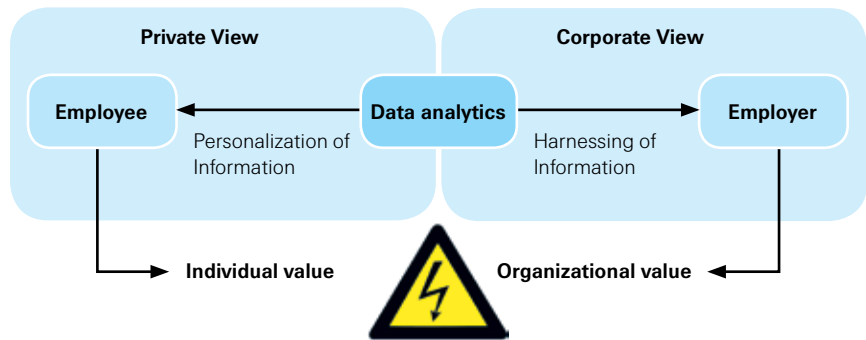 Private View
Corporate View
Employee
Data analytics
Employer
Personalization of
Information
Harnessing of
Information
Individual value
Organizational value